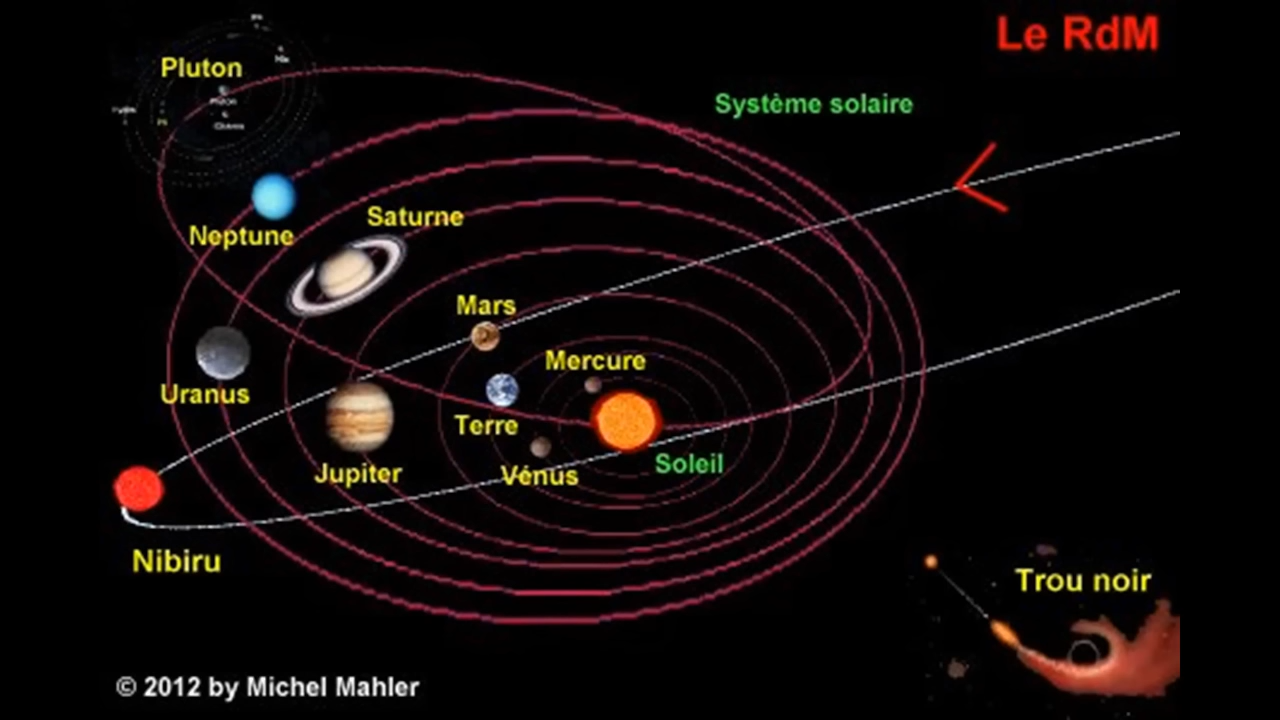 Le RdM
Pluton
Système solaire
Neptune
Saturne
Mars
Mercure
Uranus
Terre
Jupiter
Vénus
Soleil
Nibiru
Trou noir
© 2012 by Michel Mahler